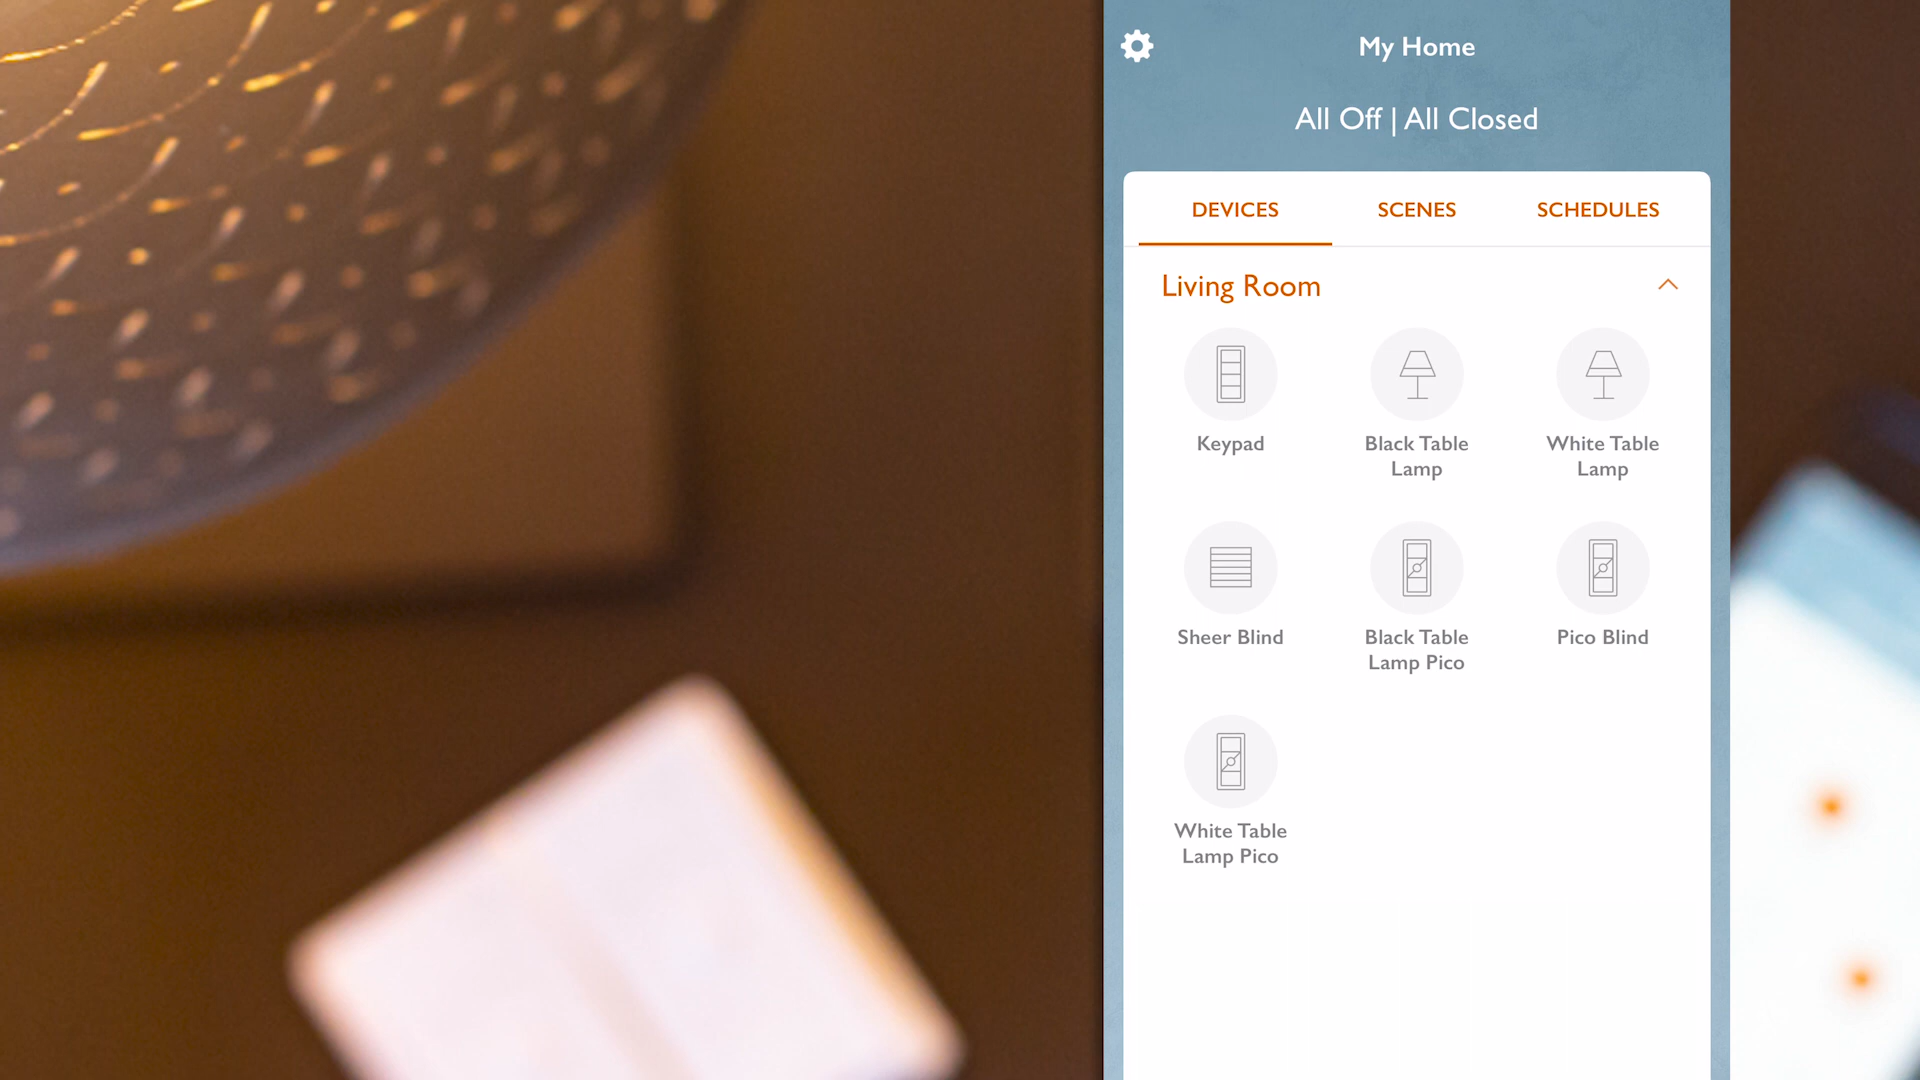 My Home
All Off | All Closed
DEVICES SCENES SCHEDULES
Living Room
Keypad
Black Table
Lamp
White Table
Lamp
Sheer Blind
Black Table
Lamp Pico
Pico Blind
White Table
Lamp Pico